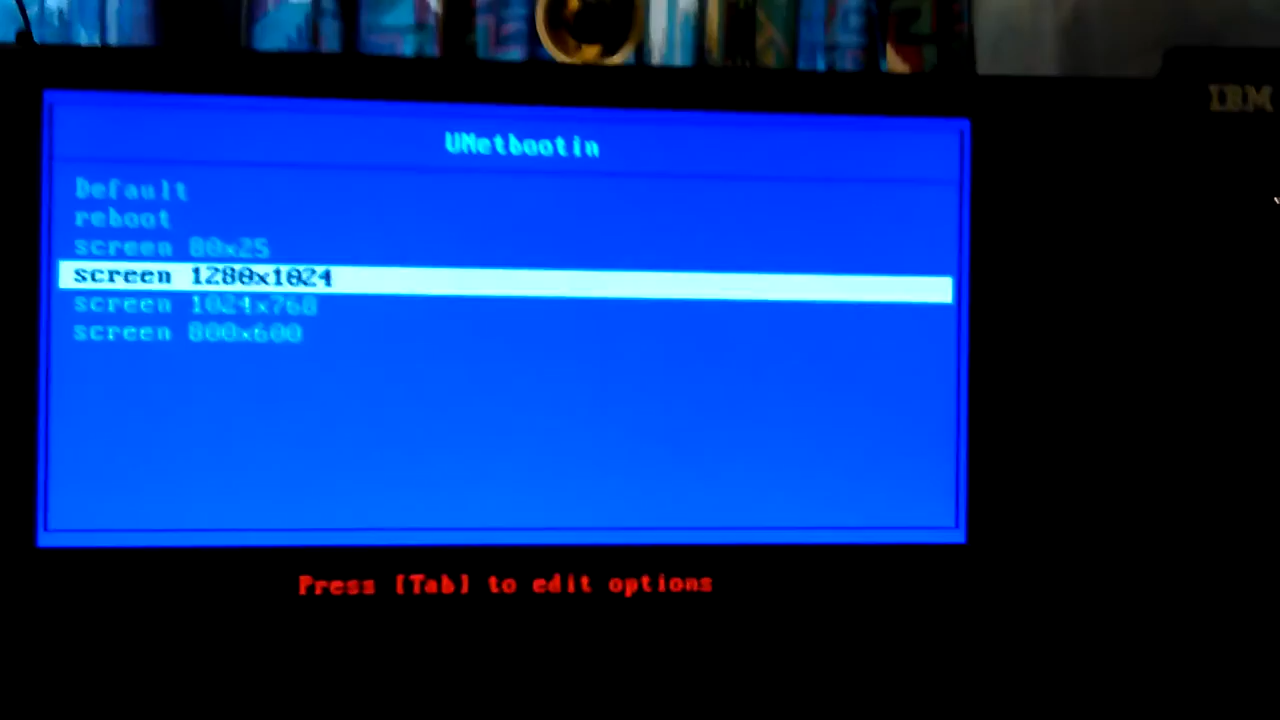 IBM
UNetbootin
Default
reboot
screen 80x25
screen 1280x1024
screen 1024x768
screen 800x600
Press [Tab] to edit options